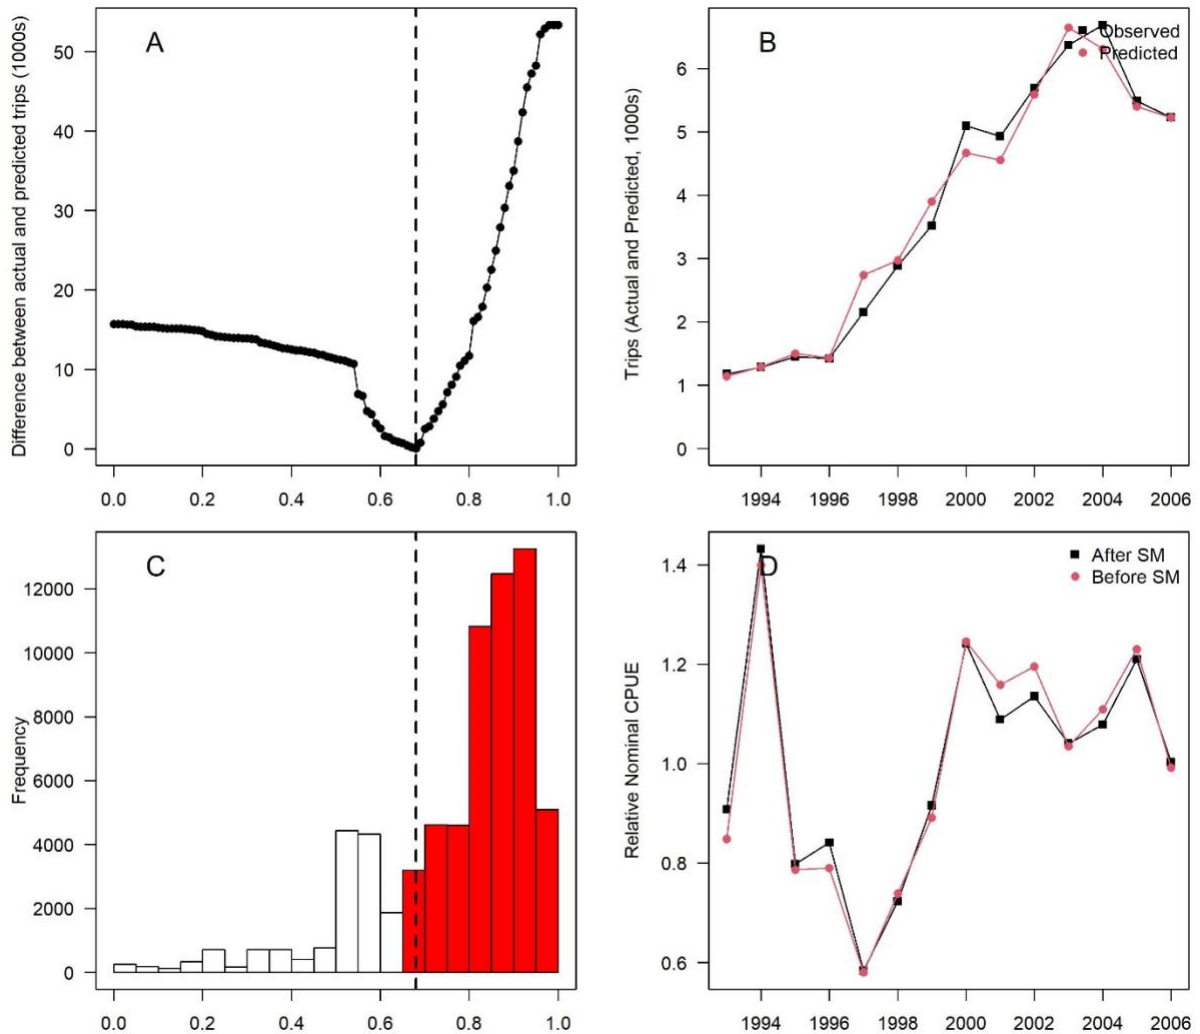 A
Difference between actual and predicted trips (1000s)
50
40
30
20
10
0
0.0 0.2 0.4 0.6 0.8 1.0
B
Observed
Predicted
Trips (Actual and Predicted, 1000s)
6
5
4
3
2
1
0
1994 1996 1998 2000 2002 2004 2006
C
Frequency
12000
10000
8000
6000
4000
2000
0
0.0 0.2 0.4 0.6 0.8 1.0
D
After SM
Before SM
Relative Nominal CPUE
1.4
1.2
1.0
0.8
0.6
1994 1996 1998 2000 2002 2004 2006